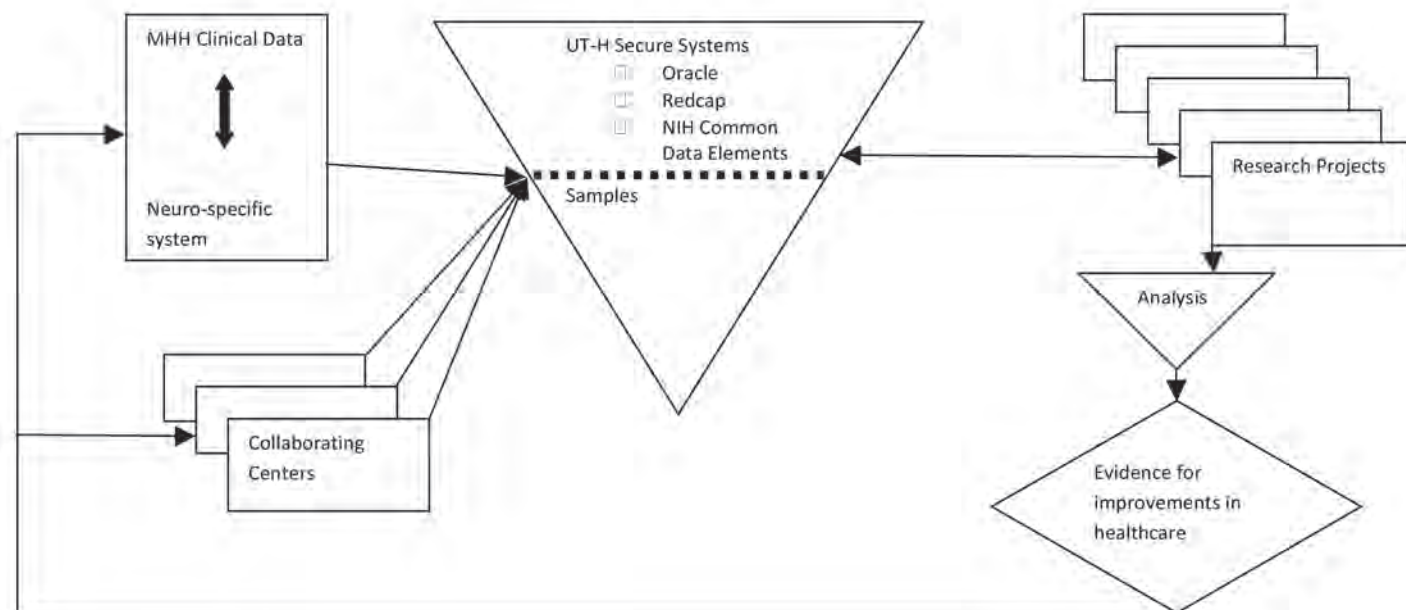 MHH Clinical Data
Neuro-specific
system
UT-H Secure Systems
Oracle
Redcap
NIH Common
Data Elements
Samples
Research Projects
Analysis
Collaborating
Centers
Evidence for
improvements in
healthcare